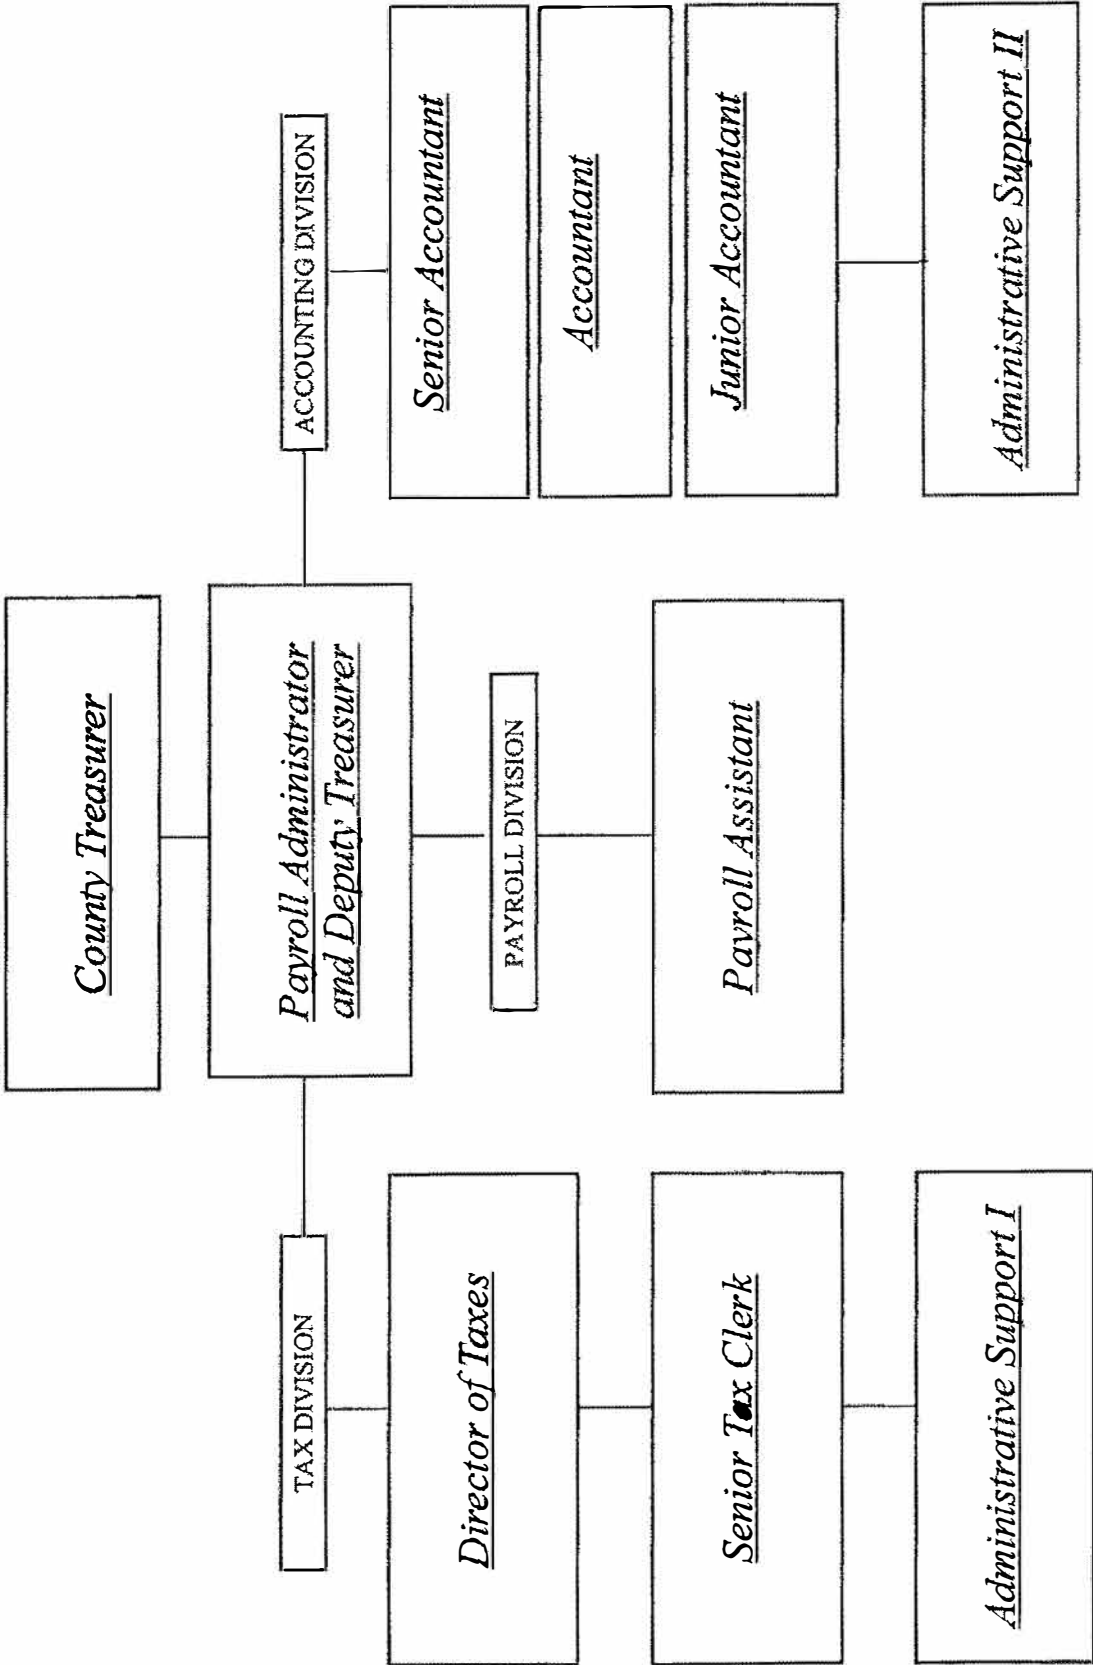 County Treasurer
Payroll Administrator
and Deputy Treasurer
TAX DIVISION
ACCOUNTING DIVISION
PAYROLL DIVISION
Director of Taxes
Senior Tax Clerk
Administrative Support I
Payroll Assistant
Senior Accountant
Accountant
Junior Accountant
Administrative Support II